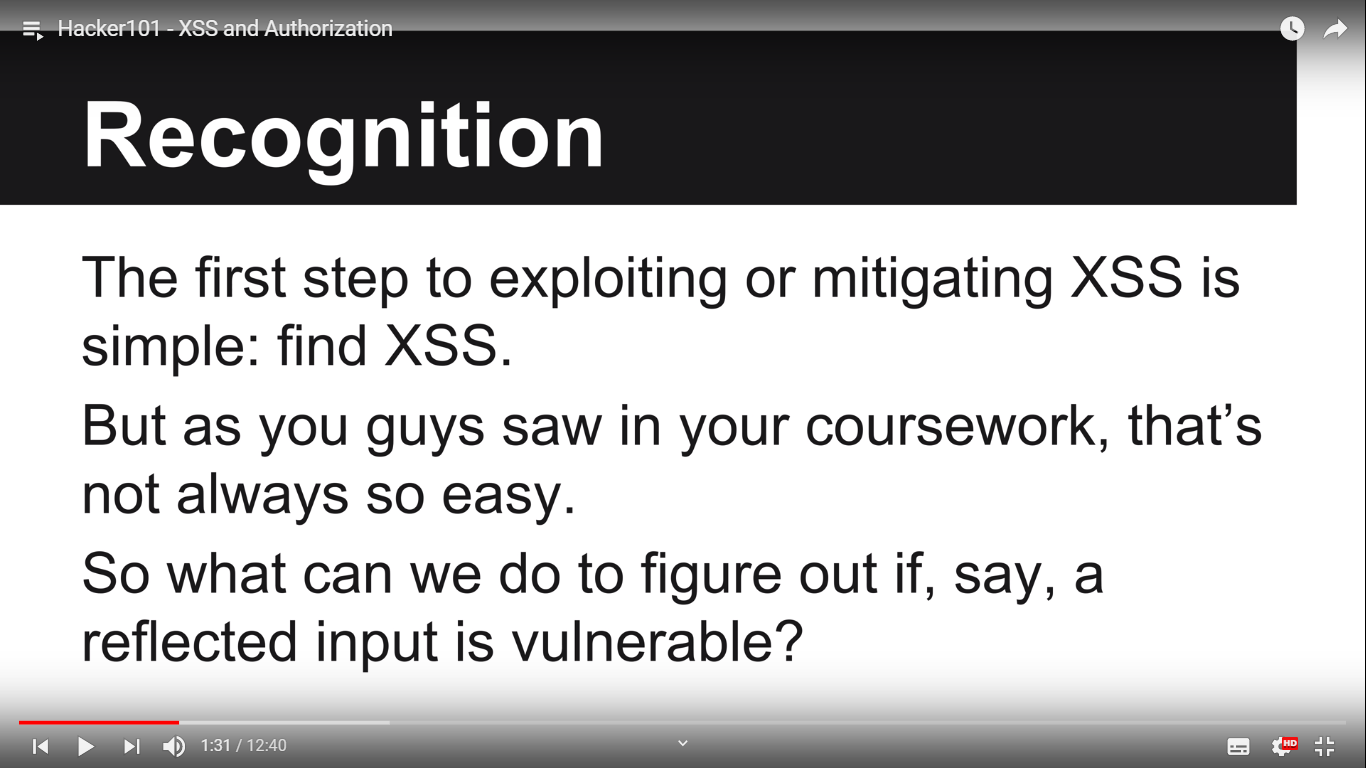 Hacker101 - XSS and Authorization
Recognition
The first step to exploiting or mitigating XSS is
simple: find XSS.
But as you guys saw in your coursework, that’s
not always so easy.
So what can we do to figure out if, say, a
reflected input is vulnerable?
1:31 / 12:40
HD